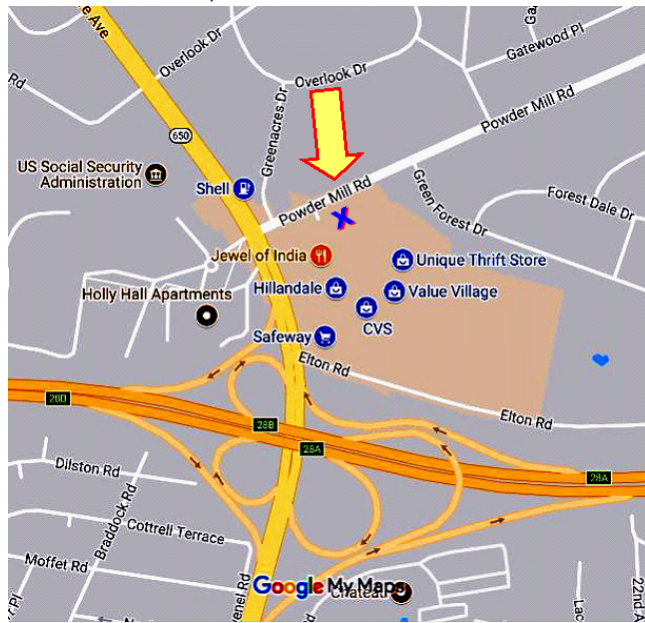 Overlook Dr
Gatewood Pl
Overlook Dr
Rd
Powder Mill Rd
650
Greenacres Dr
US Social Security
Administration
Shell
Powder Mill Rd
Green Forest Dr
Forest Dale Dr
X
Jewel of India
Unique Thrift Store
Hillandale
Value Village
Holly Hall Apartments
CVS
Safeway
Elton Rd
28D
28B
Elton Rd
28A
Dilston Rd
28A
Braddock Rd
Cottrell Terrace
Moffet Rd
Google My Maps